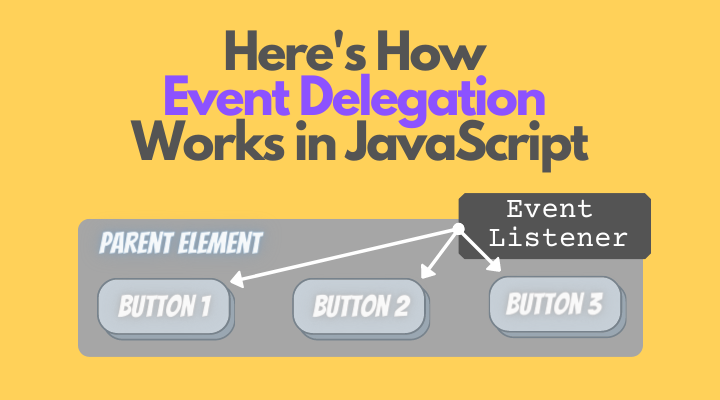 Here's How
Event Delegation
Works in JavaScript
Event
Listener
PARENT ELEMENT
BUTTON 1
BUTTON 2
BUTTON 3